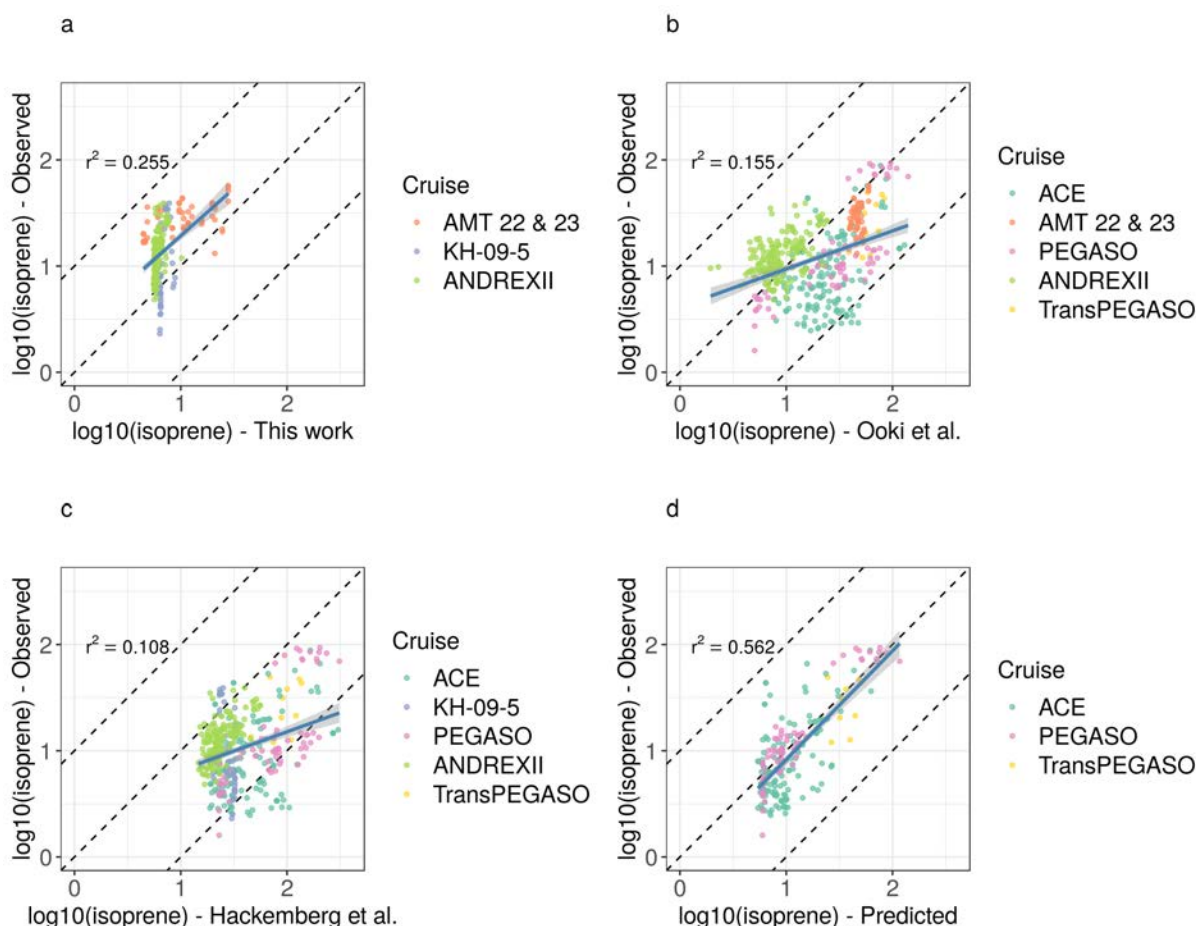 a
log10(isoprene) - Observed
2
1
0
r² = 0.255
0 1 2
log10(isoprene) - This work
Cruise
AMT 22 & 23
KH-09-5
ANDREXII
b
log10(isoprene) - Observed
2
1
0
r² = 0.155
0 1 2
log10(isoprene) - Ooki et al.
Cruise
ACE
AMT 22 & 23
PEGASO
ANDREXII
TransPEGASO
c
log10(isoprene) - Observed
2
1
0
r² = 0.108
0 1 2
log10(isoprene) - Hackemberg et al.
Cruise
ACE
KH-09-5
PEGASO
ANDREXII
TransPEGASO
d
log10(isoprene) - Observed
2
1
0
r² = 0.562
0 1 2
log10(isoprene) - Predicted
Cruise
ACE
PEGASO
TransPEGASO